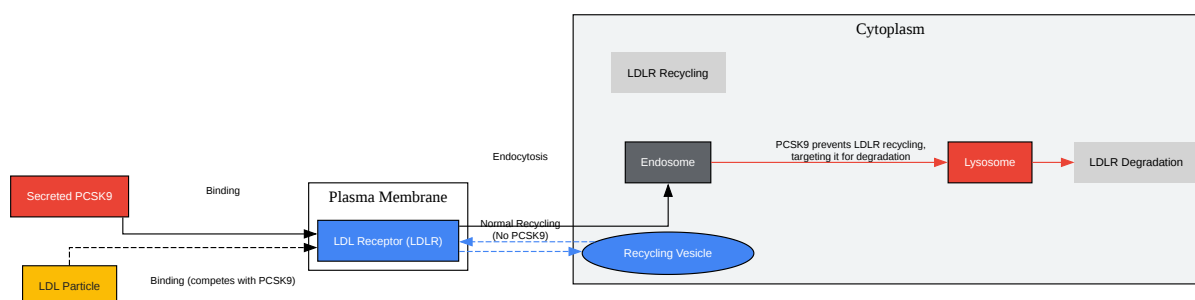 Cytoplasm
LDLR Recycling
Endocytosis
Endosome
PCSK9 prevents LDLR recycling,
targeting it for degradation
Lysosome
LDLR Degradation
Secreted PCSK9
Binding
Plasma Membrane
LDL Receptor (LDLR)
Normal Recycling
(No PCSK9)
Recycling Vesicle
LDL Particle
Binding (competes with PCSK9)